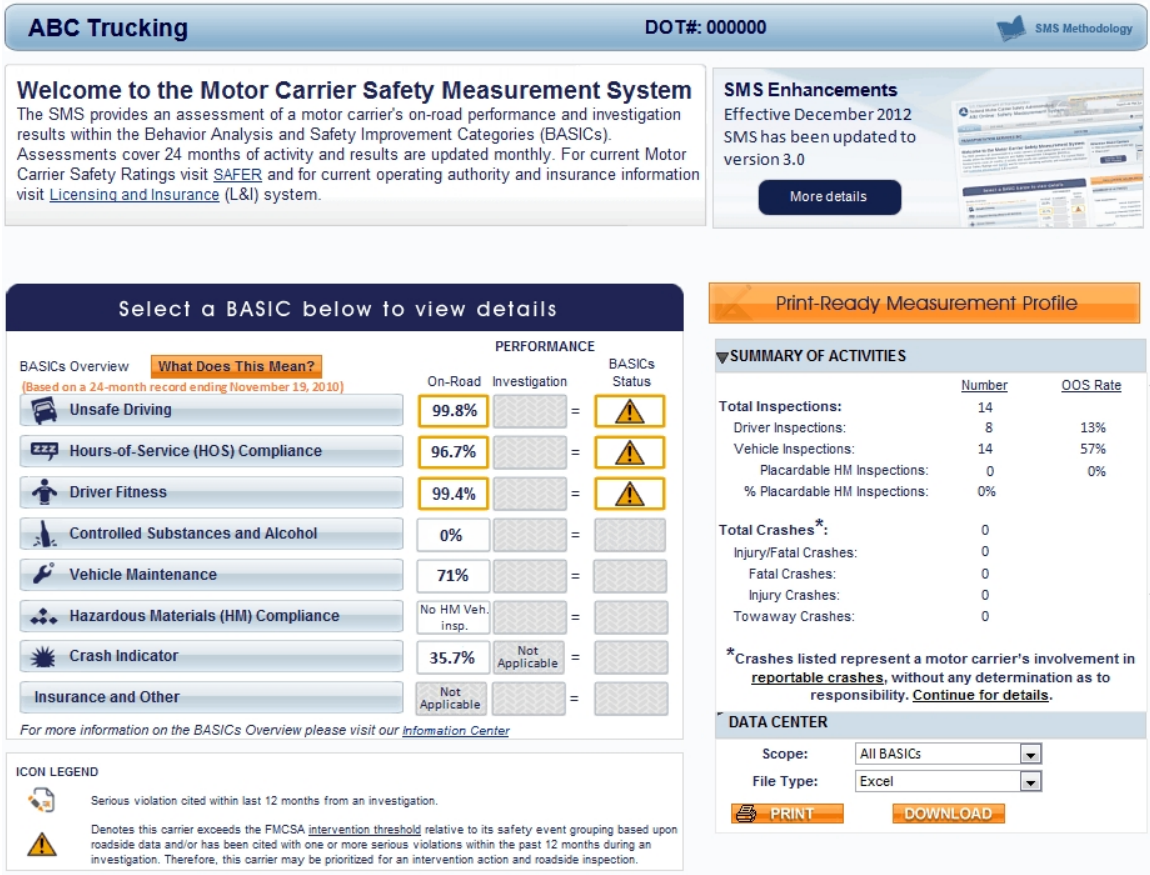 ABC Trucking
DOT#: 000000
SMS Methodology
Welcome to the Motor Carrier Safety Measurement System
The SMS provides an assessment of a motor carrier's on-road performance and investigation
results within the Behavior Analysis and Safety Improvement Categories (BASICs).
Assessments cover 24 months of activity and results are updated monthly. For current Motor
Carrier Safety Ratings visit SAFER and for current operating authority and insurance information
visit Licensing and Insurance (L&I) system.
SMS Enhancements
Effective December 2012
SMS has been updated to
version 3.0
More details
Select a BASIC below to view details
PERFORMANCE
BASICs Overview What Does This Mean?
(Based on a 24-month record ending November 19, 2010)
On-Road Investigation BASICs Status
Unsafe Driving 99.8% =
Hours-of-Service (HOS) Compliance 96.7% =
ZZZZ
Driver Fitness 99.4% =
Controlled Substances and Alcohol 0% =
Vehicle Maintenance 71% =
Hazardous Materials (HM) Compliance No HM Veh. insp. =
Crash Indicator 35.7% Not Applicable =
Insurance and Other Not Applicable =
For more information on the BASICs Overview please visit our Information Center
ICON LEGEND
Serious violation cited within last 12 months from an investigation.
Denotes this carrier exceeds the FMCSA intervention threshold relative to its safety event grouping based upon
roadside data and/or has been cited with one or more serious violations within the past 12 months during an
investigation. Therefore, this carrier may be prioritized for an intervention action and roadside inspection.
Print-Ready Measurement Profile
SUMMARY OF ACTIVITIES
Number OOS Rate
Total Inspections: 14
Driver Inspections: 8 13%
Vehicle Inspections: 14 57%
Placardable HM Inspections: 0 0%
% Placardable HM Inspections: 0%
Total Crashes*: 0
Injury/Fatal Crashes: 0
Fatal Crashes: 0
Injury Crashes: 0
Towaway Crashes: 0
*Crashes listed represent a motor carrier's involvement in
reportable crashes, without any determination as to
responsibility. Continue for details.
DATA CENTER
Scope: All BASICs
File Type: Excel
PRINT DOWNLOAD